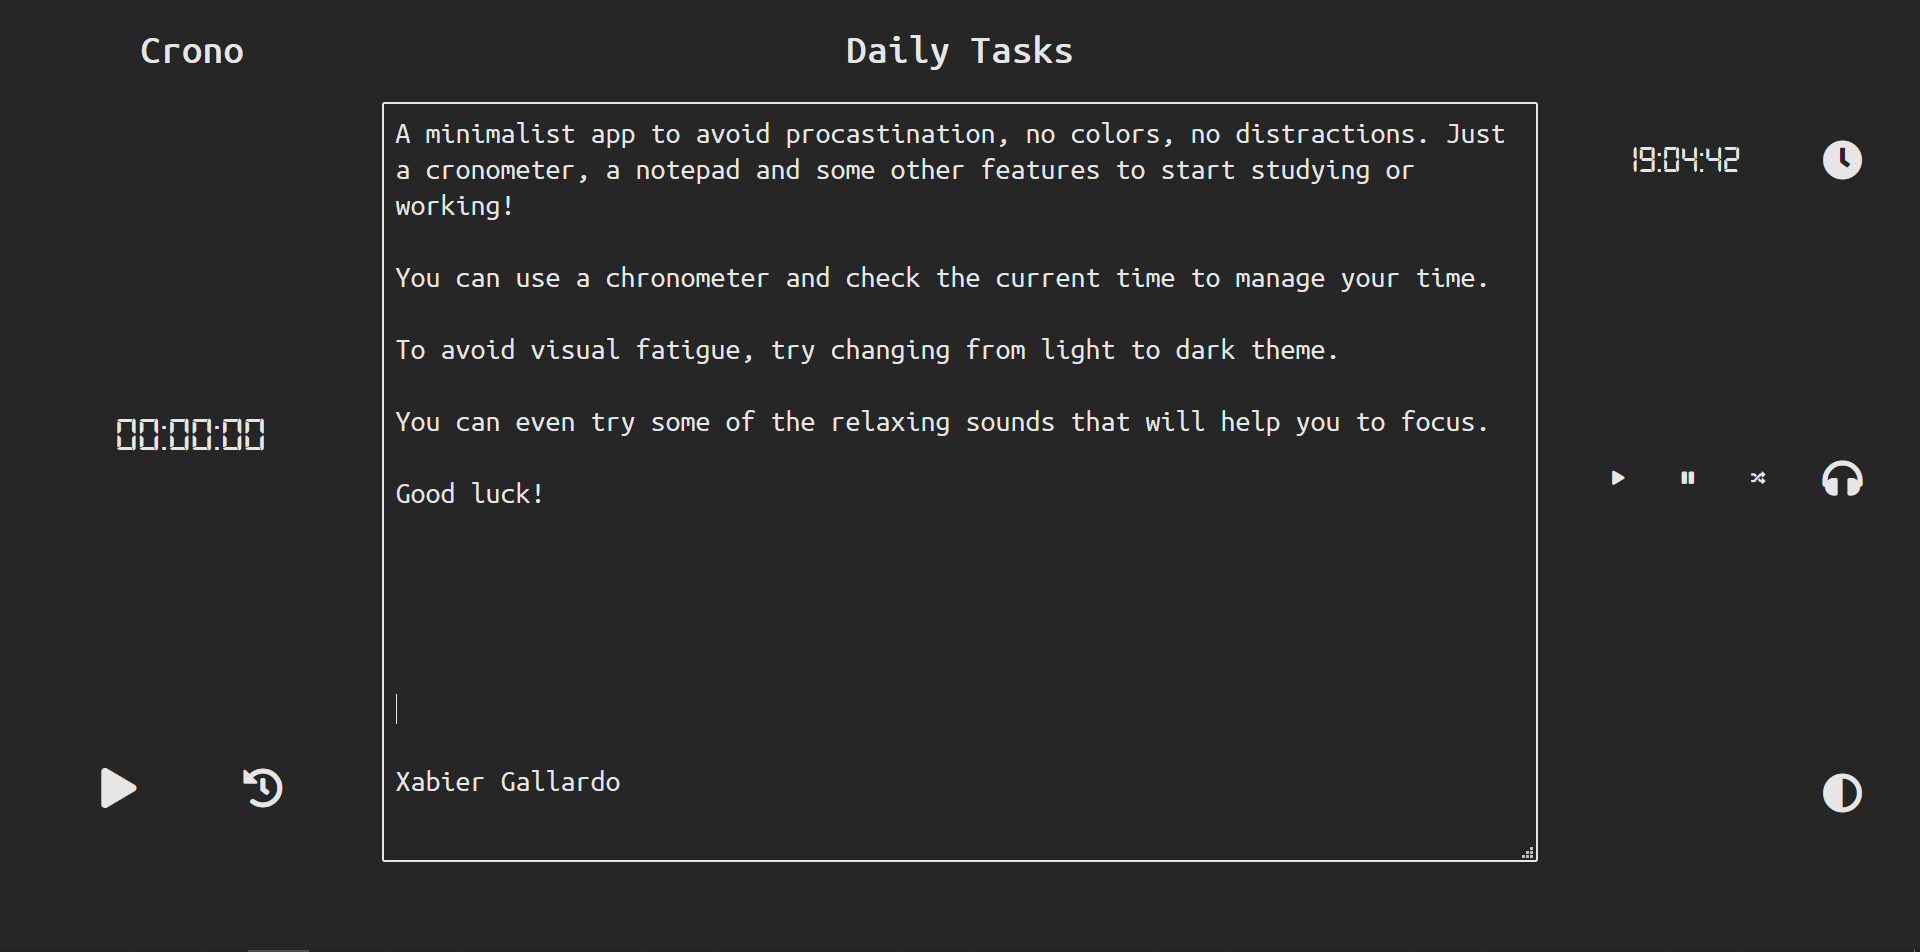 Crono
Daily Tasks
A minimalist app to avoid procastination, no colors, no distractions. Just
a cronometer, a notepad and some other features to start studying or
working!
You can use a chronometer and check the current time to manage your time.
To avoid visual fatigue, try changing from light to dark theme.
You can even try some of the relaxing sounds that will help you to focus.
Good luck!
Xabier Gallardo
00:00:00
19:04:42